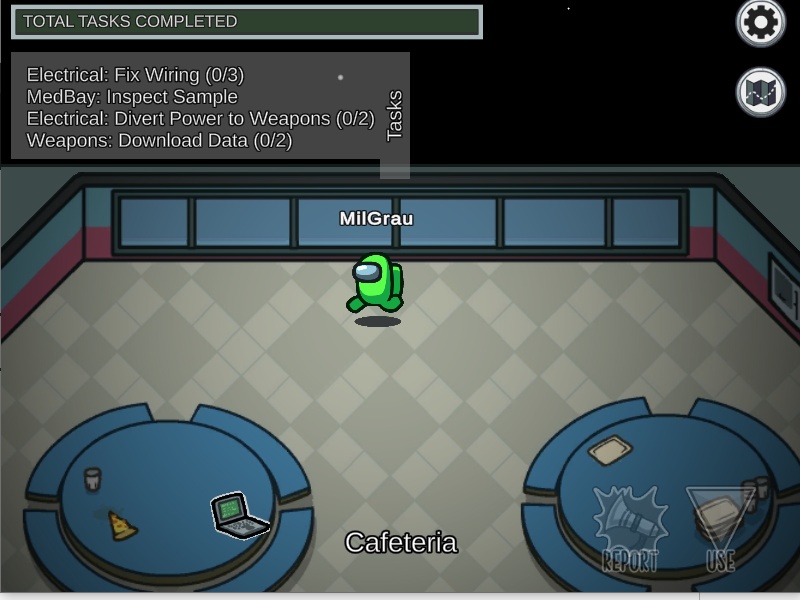 TOTAL TASKS COMPLETED
Electrical: Fix Wiring (0/3)
MedBay: Inspect Sample
Electrical: Divert Power to Weapons (0/2)
Weapons: Download Data (0/2)
Tasks
MilGrau
Cafeteria
REPORT
USE